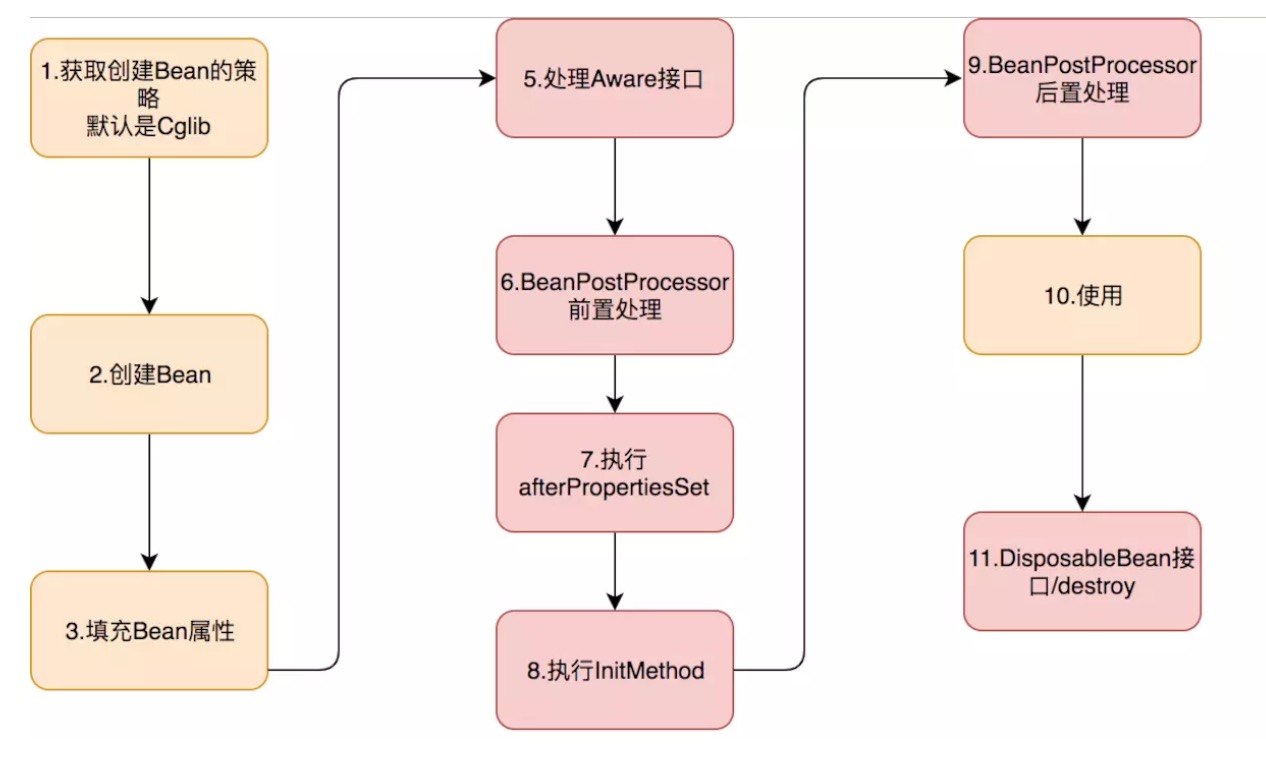 1.获取创建Bean的策
略
默认是Cglib
2.创建Bean
3.填充Bean属性
5.处理Aware接口
6.BeanPostProcessor
前置处理
7.执行
afterPropertiesSet
8.执行InitMethod
9.BeanPostProcessor
后置处理
10.使用
11.DisposableBean接
口/destroy